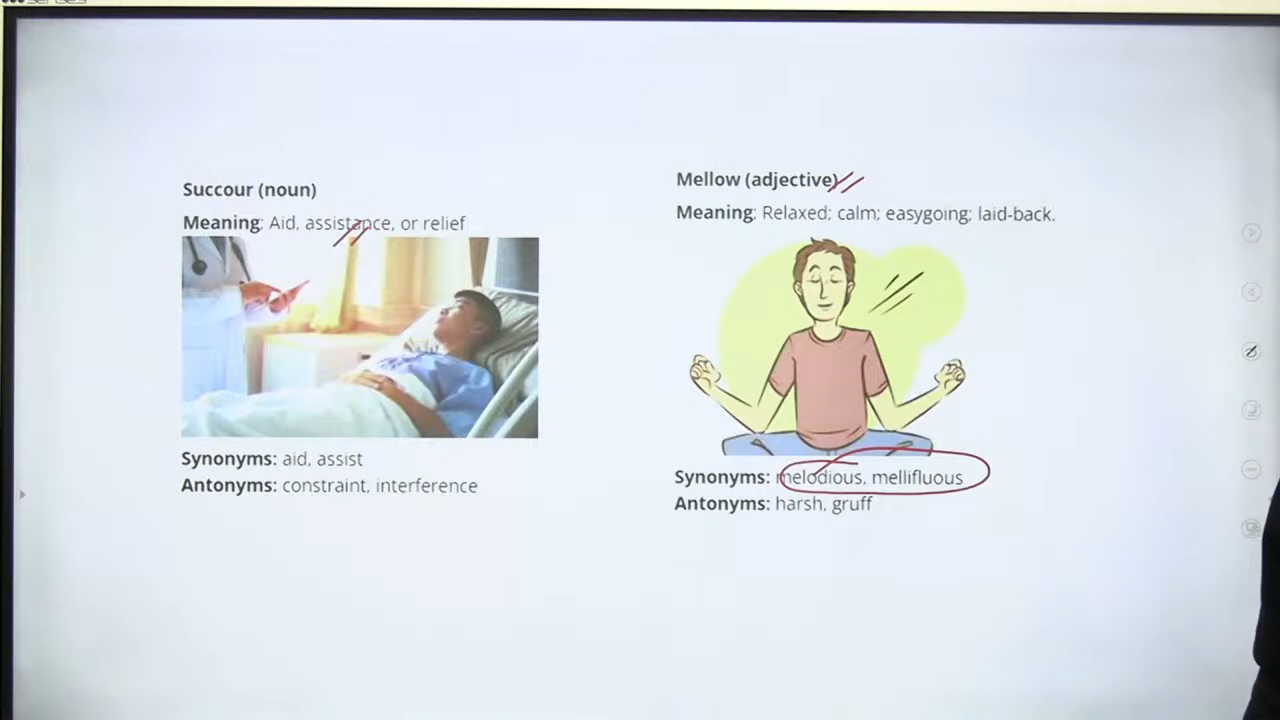 Succour (noun)
Meaning: Aid, assistance, or relief
Synonyms: aid, assist
Antonyms: constraint, interference
Mellow (adjective)
Meaning: Relaxed; calm; easygoing; laid-back.
Synonyms: melodious, mellifluous
Antonyms: harsh, gruff